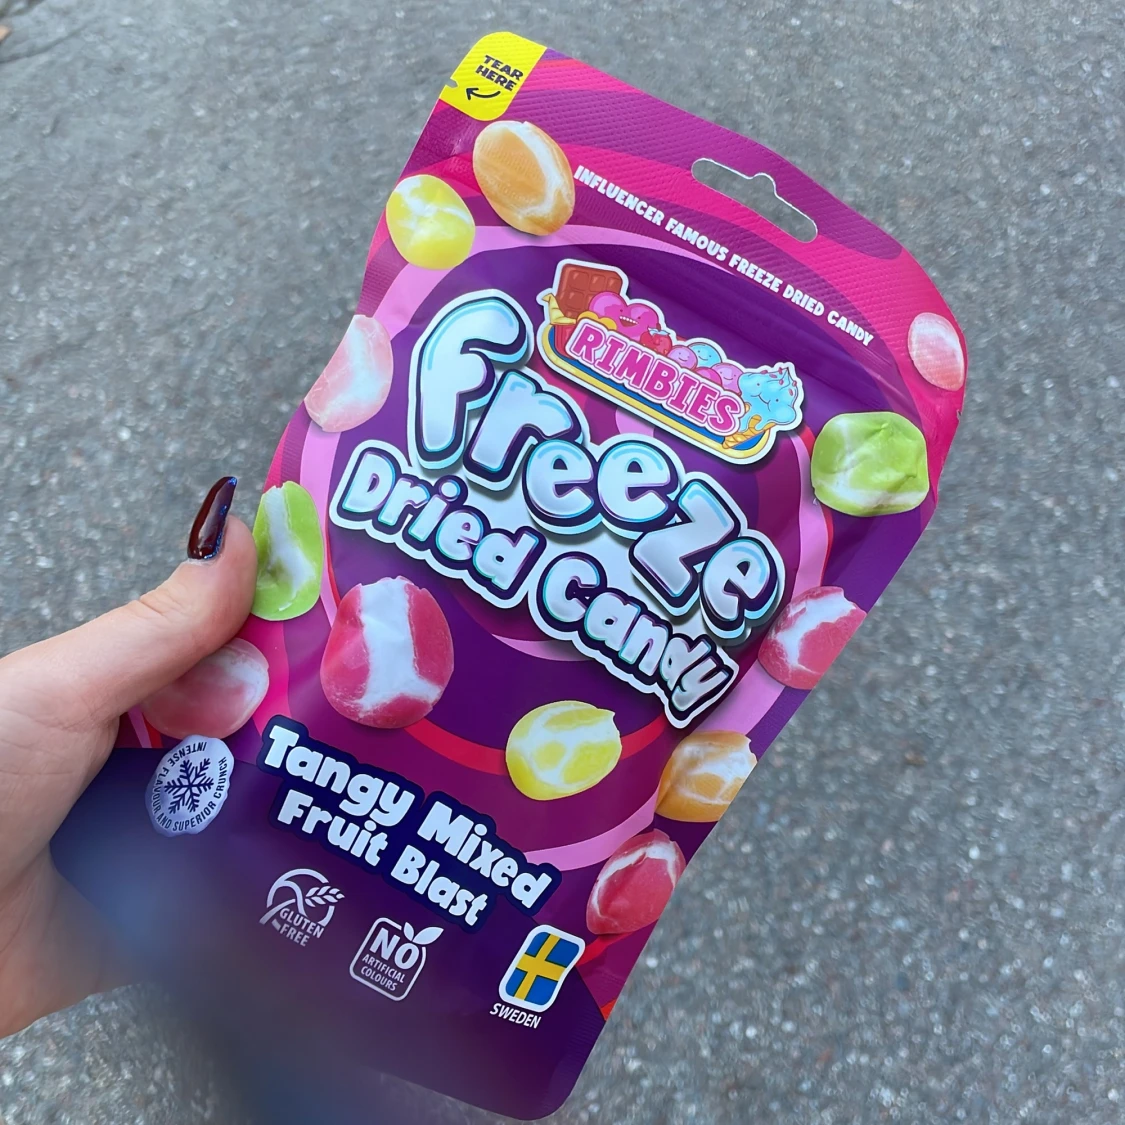 TEAR
HERE
INFLUENCER FAMOUS FREEZE DRIED CANDY
RIMBIES
Freeze
Dried Candy
Tangy Mixed
Fruit Blast
INTENSE FLAVOUR AND SUPERIOR CRUNCH
GLUTEN
FREE
NO
ARTIFICIAL
COLOURS
SWEDEN